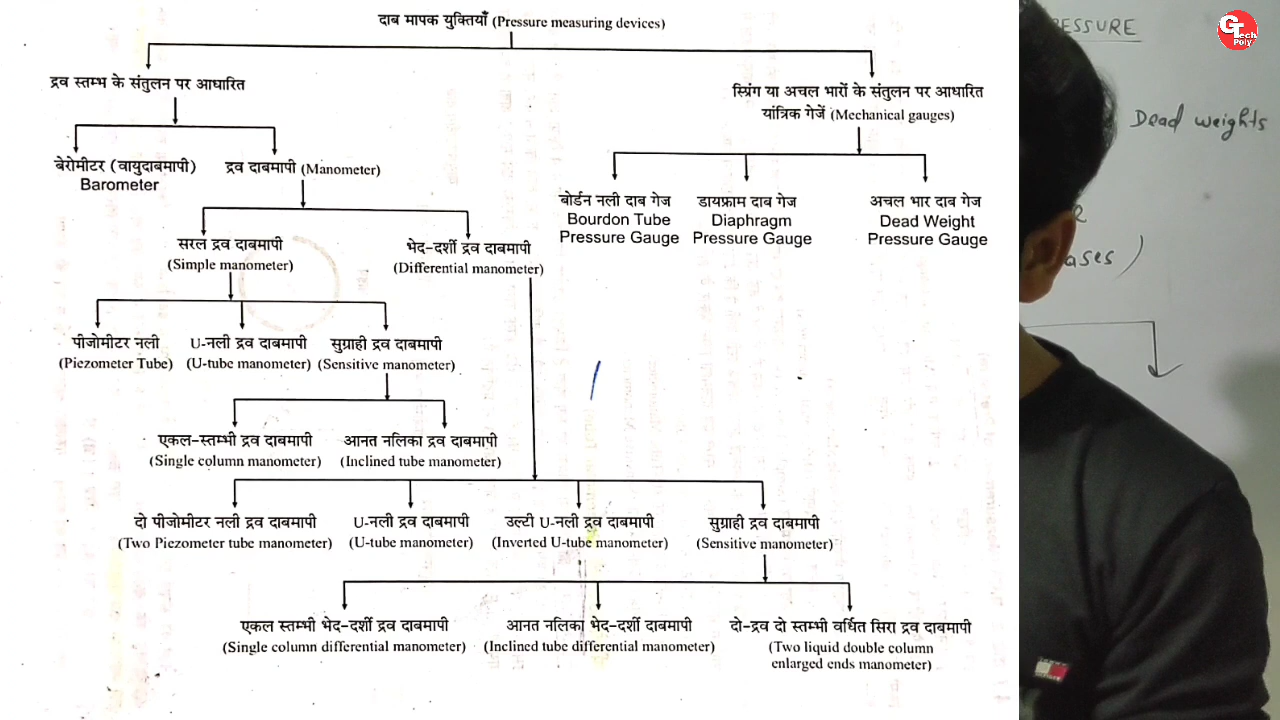 दाब मापक युक्तियाँ (Pressure measuring devices)
द्रव स्तम्भ के संतुलन पर आधारित
स्प्रिंग या अचल भारों के संतुलन पर आधारित
यांत्रिक गेजें (Mechanical gauges)
बेरोमीटर (वायुदाबमापी)
Barometer
द्रव दाबमापी (Manometer)
बोर्डन नली दाब गेज
Bourdon Tube
Pressure Gauge
डायफ्राम दाब गेज
Diaphragm
Pressure Gauge
अचल भार दाब गेज
Dead Weight
Pressure Gauge
सरल द्रव दाबमापी
(Simple manometer)
भेद-दर्शी द्रव दाबमापी
(Differential manometer)
पीजोमीटर नली
(Piezometer Tube)
U-नली द्रव दाबमापी
(U-tube manometer)
सुग्राही द्रव दाबमापी
(Sensitive manometer)
एकल-स्तम्भी द्रव दाबमापी
(Single column manometer)
आनत नलिका द्रव दाबमापी
(Inclined tube manometer)
दो पीजोमीटर नली द्रव दाबमापी
(Two Piezometer tube manometer)
U-नली द्रव दाबमापी
(U-tube manometer)
उल्टी U-नली द्रव दाबमापी
(Inverted U-tube manometer)
सुग्राही द्रव दाबमापी
(Sensitive manometer)
एकल स्तम्भी भेद-दर्शी द्रव दाबमापी
(Single column differential manometer)
आनत नलिका भेद-दर्शी दाबमापी
(Inclined tube differential manometer)
दो-द्रव दो स्तम्भी वर्धित सिरा द्रव दाबमापी
(Two liquid double column
enlarged ends manometer)
ESSURE
Dead weights
ases)
GTech
Poly